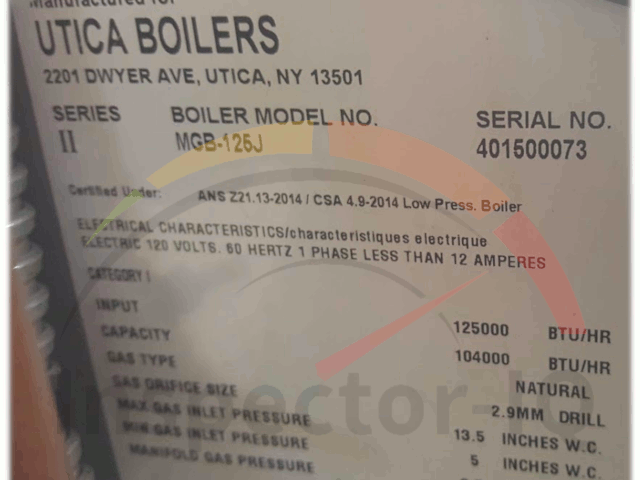 Manufactured for
UTICA BOILERS
2201 DWYER AVE, UTICA, NY 13501
SERIES BOILER MODEL NO. SERIAL NO.
II MGB-125J 401500073
Certified Under: ANS Z21.13-2014 / CSA 4.9-2014 Low Press. Boiler
ELECTRICAL CHARACTERISTICS/characteristiques electrique
ELECTRIC 120 VOLTS. 60 HERTZ 1 PHASE LESS THAN 12 AMPERES
CATEGORY I
INPUT 125000 BTU/HR
CAPACITY 104000 BTU/HR
GAS TYPE NATURAL
GAS ORIFICE SIZE 2.9MM DRILL
MAX GAS INLET PRESSURE 13.5 INCHES W.C.
MIN GAS INLET PRESSURE 5 INCHES W.C.
MANIFOLD GAS PRESSURE
Inspector-IQ